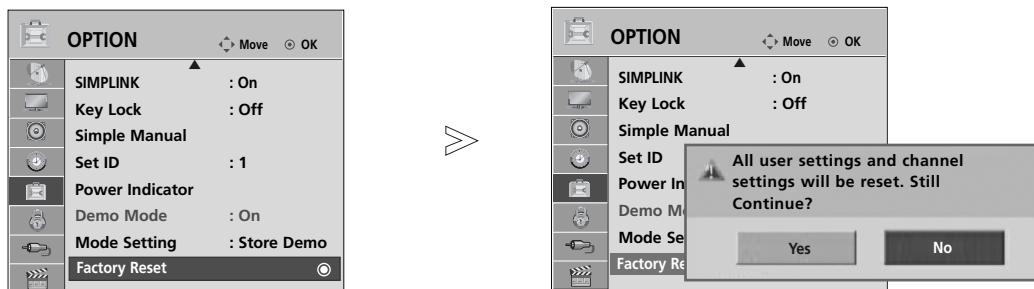 OPTION
Move OK
SIMPLINK : On
Key Lock : Off
Simple Manual
Set ID : 1
Power Indicator
Demo Mode : On
Mode Setting : Store Demo
Factory Reset
OPTION
Move OK
SIMPLINK : On
Key Lock : Off
Simple Manual
Set ID
Power In
Demo M
Mode Se
Factory Re
All user settings and channel
settings will be reset. Still
Continue?
Yes No